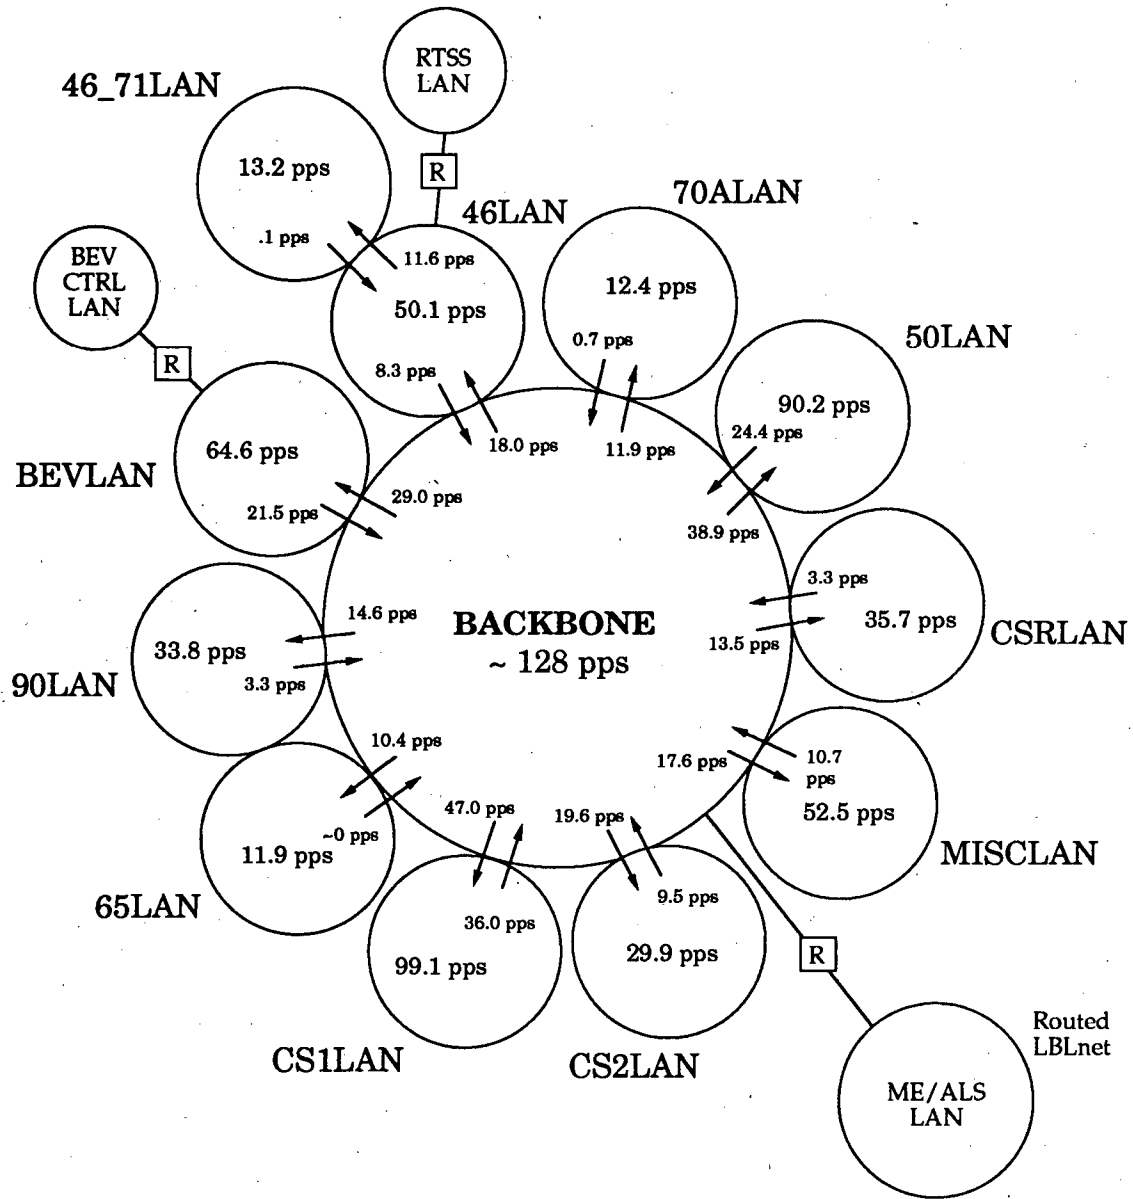 RTSS
LAN
46_71LAN
13.2 pps
R
70ALAN
46LAN
.1 pps
11.6 pps
BEV
CTRL
LAN
12.4 pps
50.1 pps
0.7 pps
50LAN
R
8.3 pps
90.2 pps
24.4 pps
18.0 pps
11.9 pps
64.6 pps
BEVLAN
29.0 pps
21.5 pps
38.9 pps
3.3 pps
14.6 pps
BACKBONE
~ 128 pps
35.7 pps
CSRLAN
13.5 pps
33.8 pps
90LAN
3.3 pps
10.4 pps
17.6 pps
10.7
pps
52.5 pps
47.0 pps
19.6 pps
~0 pps
11.9 pps
MISCLAN
65LAN
9.5 pps
36.0 pps
99.1 pps
29.9 pps
R
CS1LAN
CS2LAN
Routed
LBLnet
ME/ALS
LAN